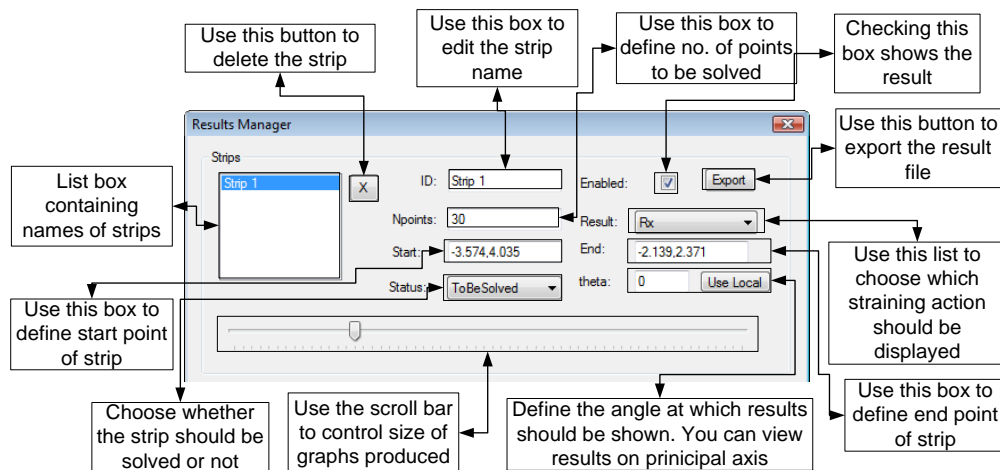 Use this button to
delete the strip
Use this box to
edit the strip
name
Use this box to
define no. of points
to be solved
Checking this
box shows the
result
Use this button to
export the result
file
List box
containing
names of strips
Results Manager
Strips
Strip 1
X
ID: Strip 1
Enabled:
Export
Npoints: 30
Result: Rx
Start: -3.574,4.035
End: -2.139,2.371
Status: ToBeSolved
theta: 0
Use Local
Use this list to
choose which
straining action
should be
displayed
Use this box to
define start point
of strip
Choose whether
the strip should be
solved or not
Use the scroll bar
to control size of
graphs produced
Define the angle at which results
should be shown. You can view
results on prinicipal axis
Use this box to
define end point
of strip